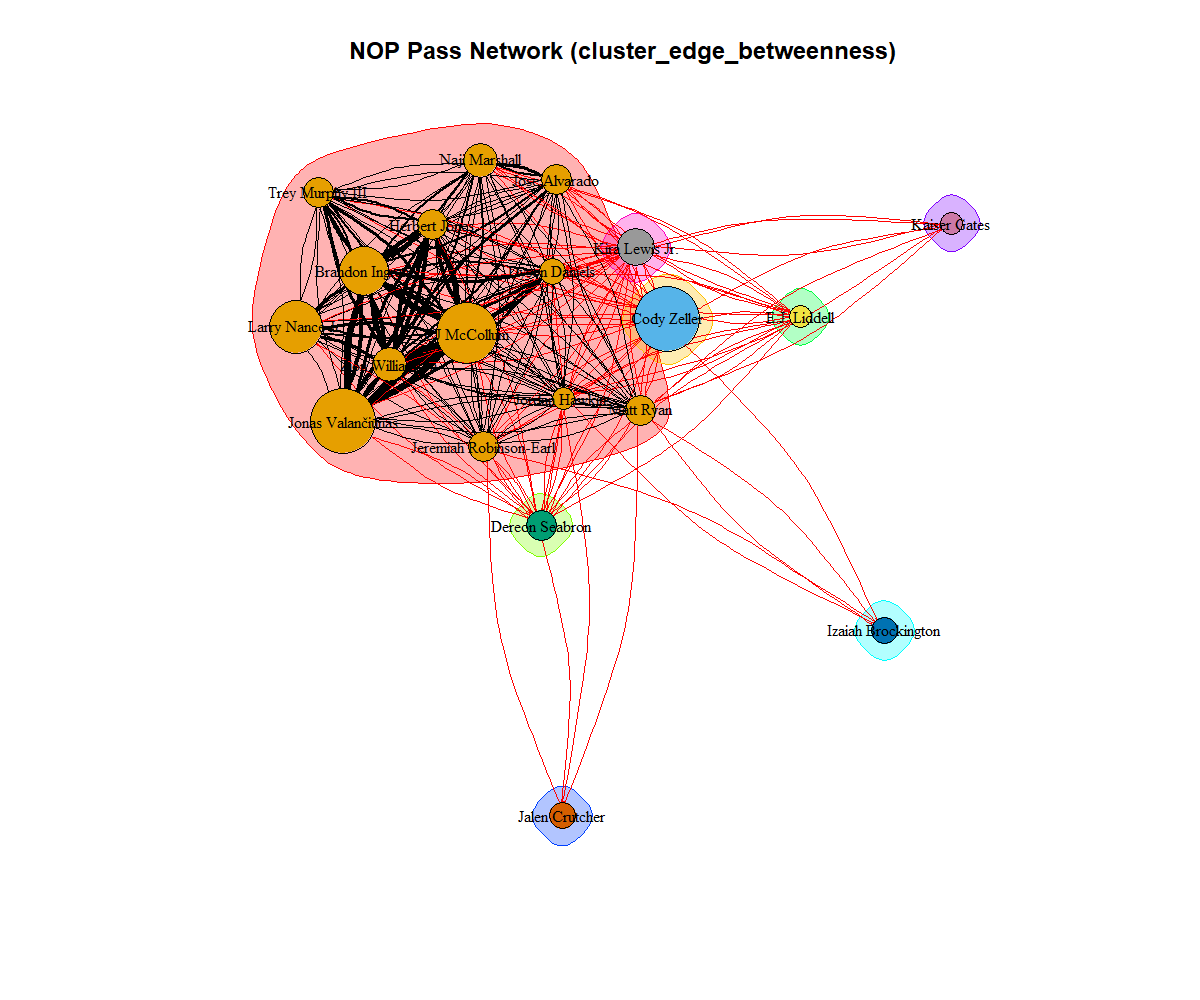 NOP Pass Network (cluster_edge_betweenness)
Naji Marshall
Jose Alvarado
Trey Murphy III
Herbert Jones
Kaiser Gates
Kira Lewis Jr.
Brandon Ingram
Dyson Daniels
E.J. Liddell
Cody Zeller
Larry Nance Jr.
CJ McCollum
Zion Williamson
Jordan Hawkins
Matt Ryan
Jonas Valančiūnas
Jeremiah Robinson-Earl
Dereon Seabron
Izaiah Brockington
Jalen Crutcher